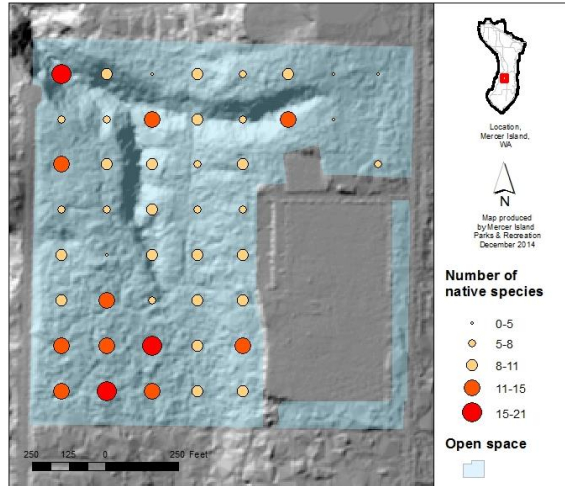 Location,
Mercer Island,
WA
N
Map produced
by Mercer Island
Parks & Recreation
December 2014
Number of
native species
0-5
5-8
8-11
11-15
15-21
Open space
250 125 0 250 Feet